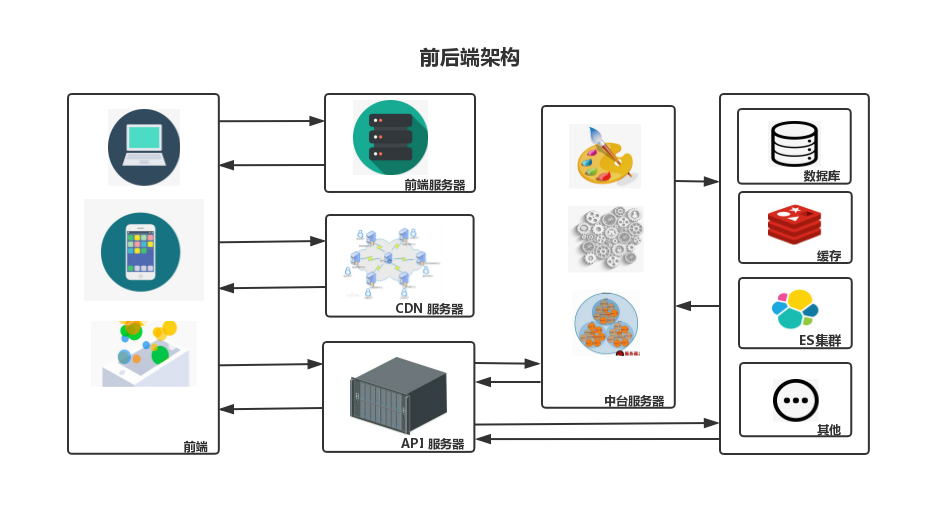 前后端架构
前端服务器
CDN 服务器
API 服务器
前端
中台服务器
数据库
缓存
ES集群
其他